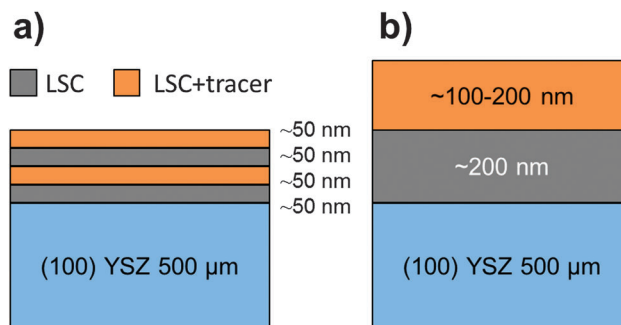 a)
LSC
LSC+tracer
~50 nm
~50 nm
~50 nm
~50 nm
(100) YSZ 500 µm
b)
~100-200 nm
~200 nm
(100) YSZ 500 µm